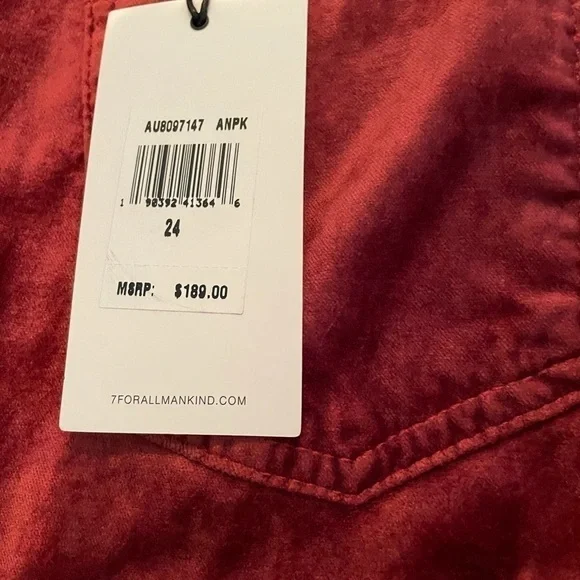 AU8097147 ANPK
1 90392 41364 6
24
MSRP: $189.00
7FORALLMANKIND.COM